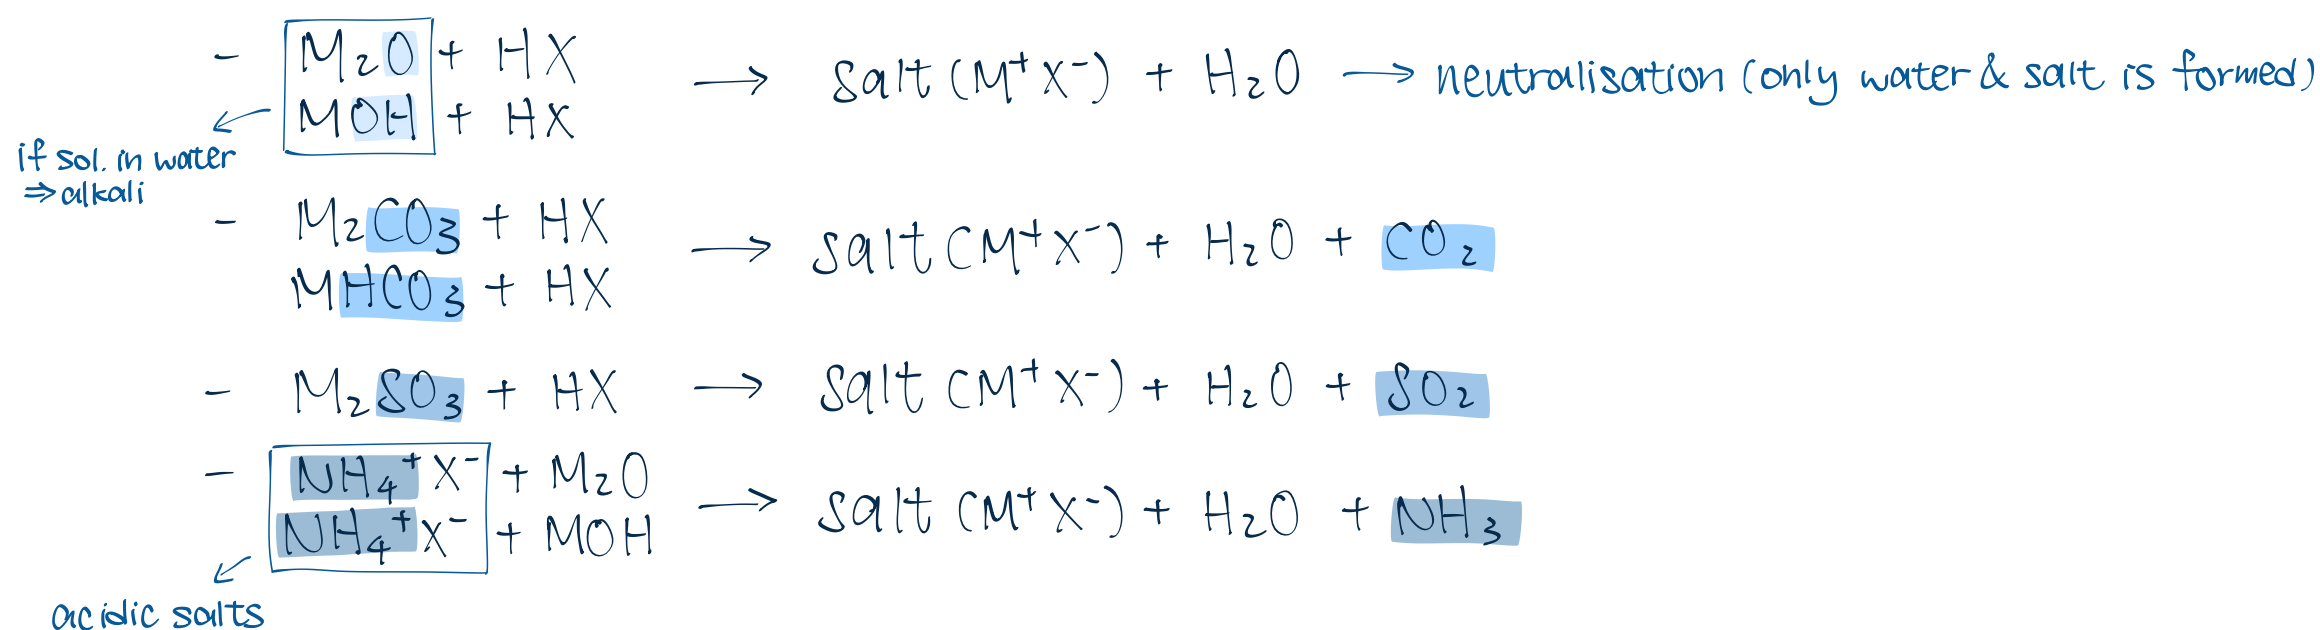 - M₂O + HX
MOH + HX
→ salt (M⁺X⁻) + H₂O → neutralisation (only water & salt is formed)
if sol. in water
⇒ alkali
- M₂CO₃ + HX
MHCO₃ + HX
→ salt (M⁺X⁻) + H₂O + CO₂
- M₂SO₃ + HX → salt (M⁺X⁻) + H₂O + SO₂
- NH₄⁺X⁻ + M₂O
NH₄⁺X⁻ + MOH
→ salt (M⁺X⁻) + H₂O + NH₃
acidic salts